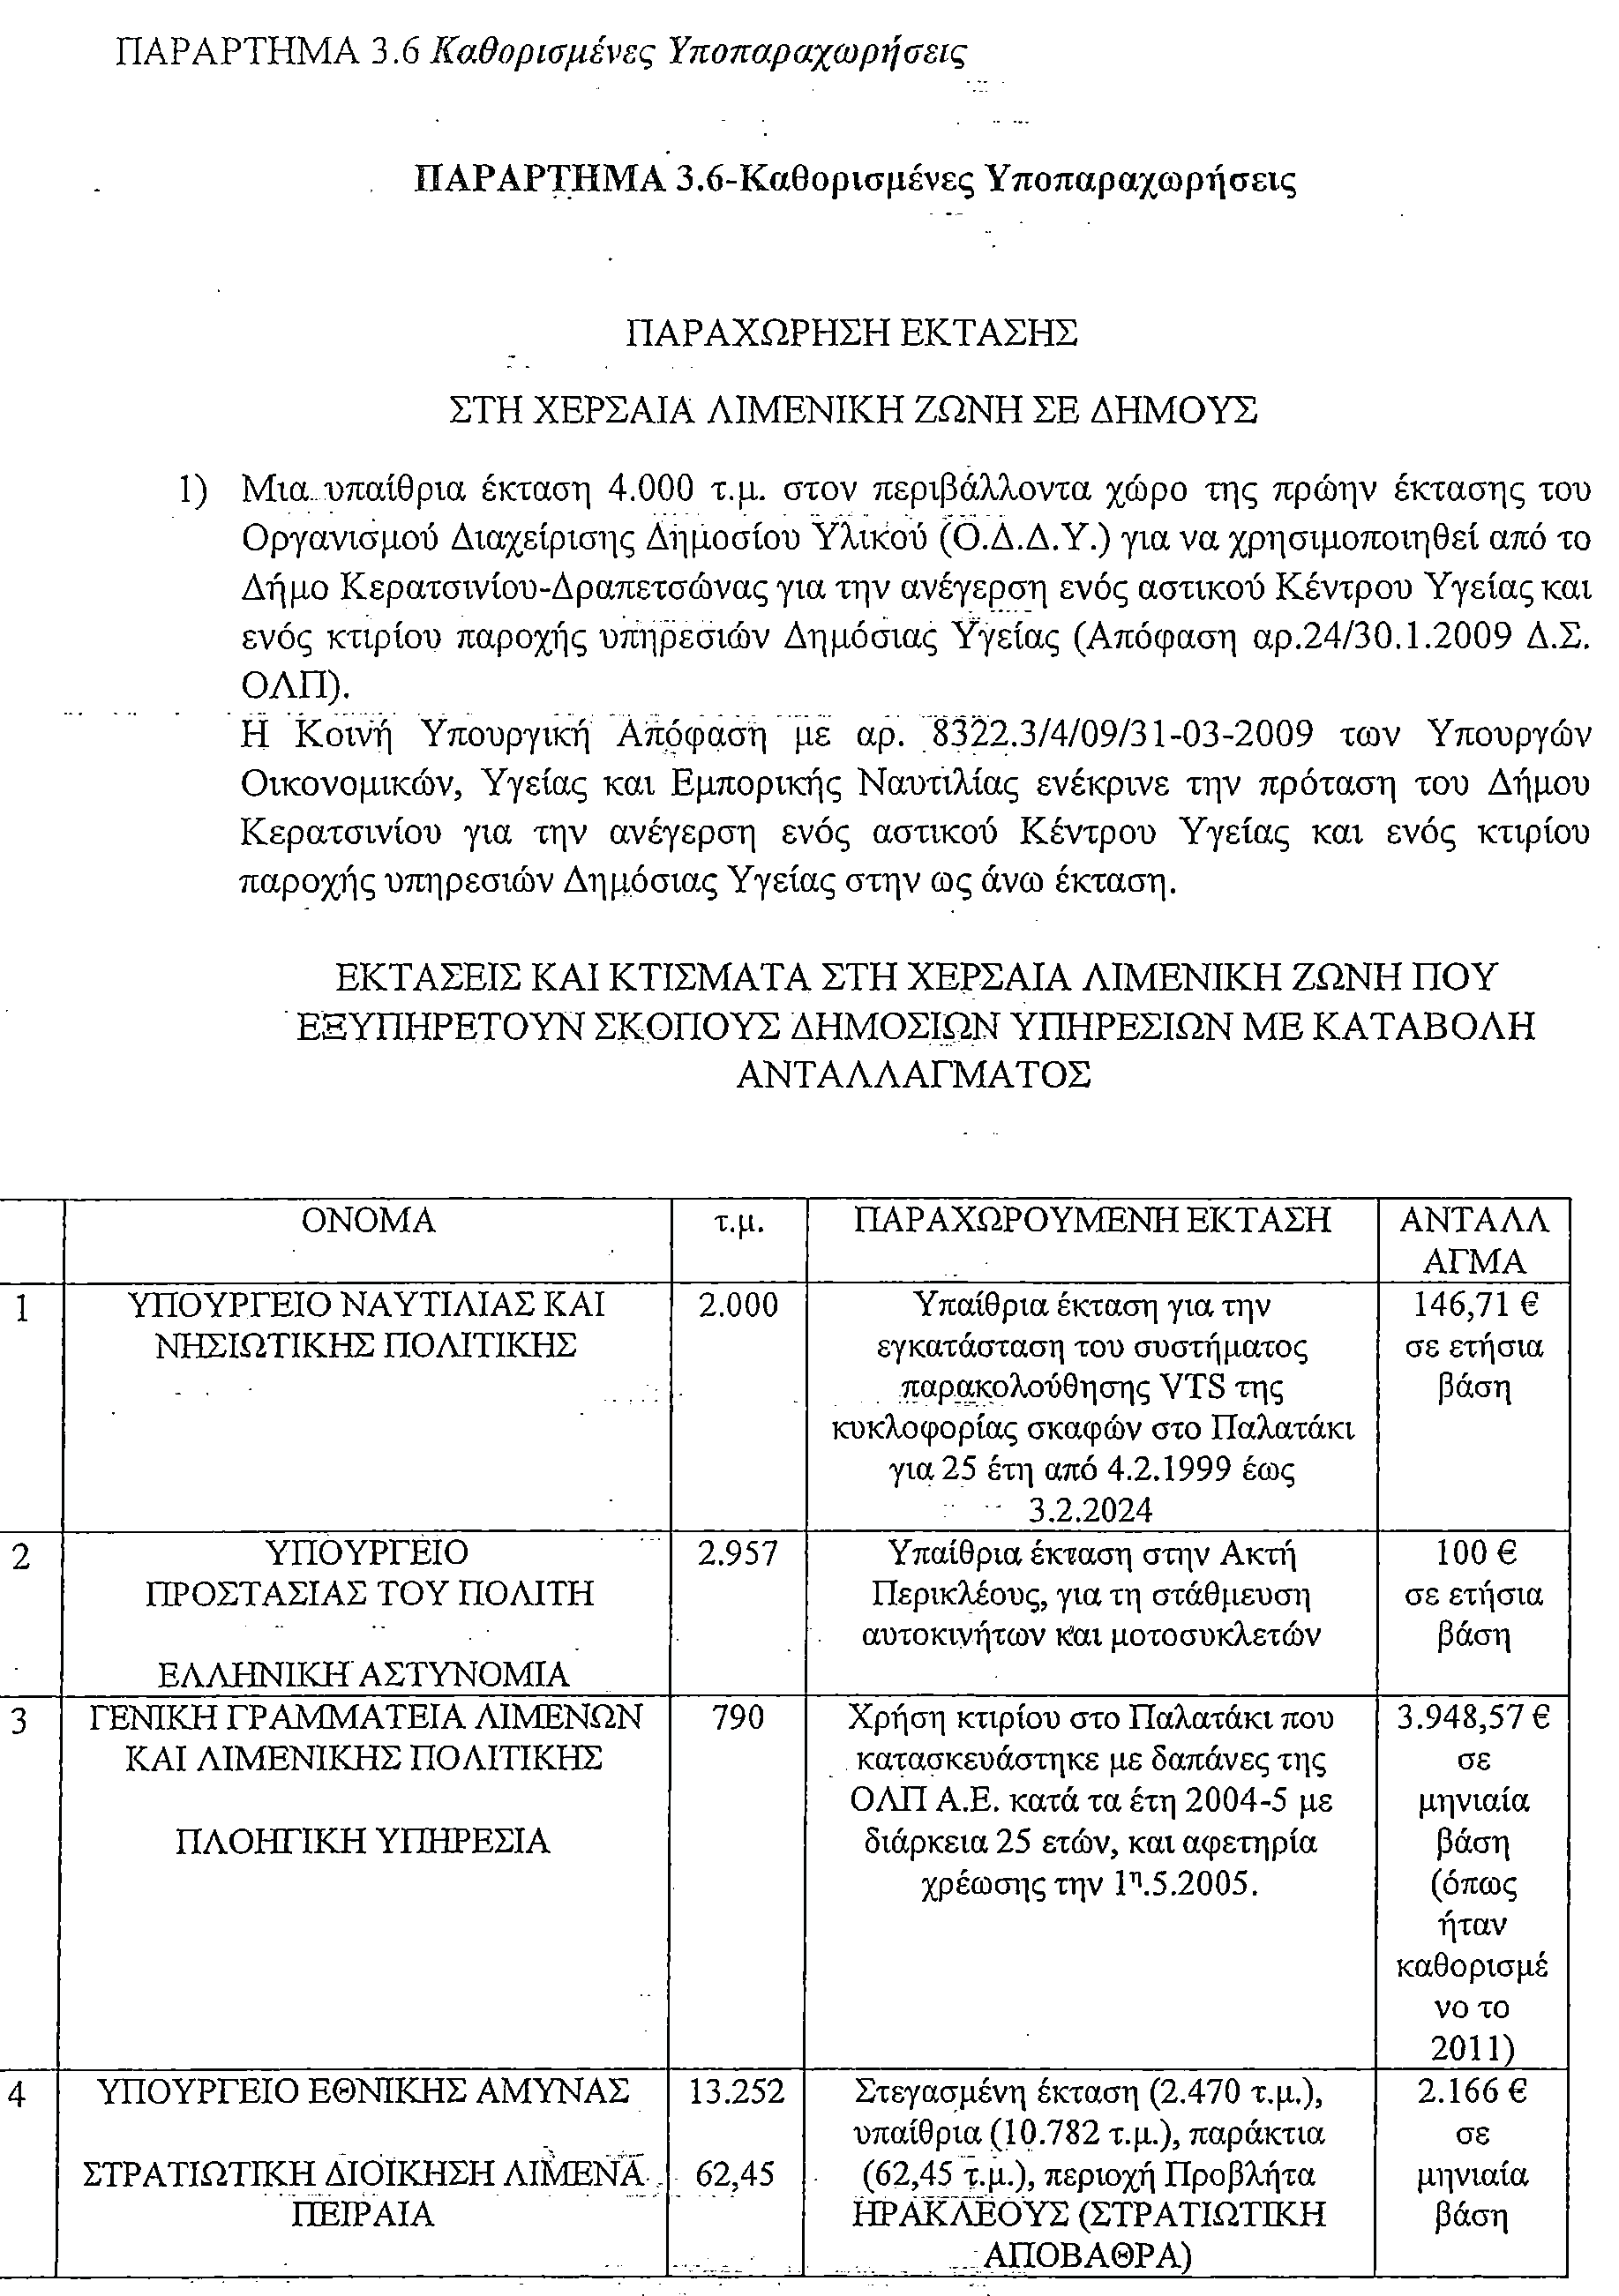 ΠΑΡΑΡΤΗΜΑ 3.6 Καθορισμένες Υποπαραχωρήσεις
ΠΑΡΑΡΤΗΜΑ 3.6-Καθορισμένες Υποπαραχωρήσεις
ΠΑΡΑΧΩΡΗΣΗ ΕΚΤΑΣΗΣ
ΣΤΗ ΧΕΡΣΑΙΑ ΛΙΜΕΝΙΚΗ ΖΩΝΗ ΣΕ ΔΗΜΟΥΣ
1) Μια υπαίθρια έκταση 4.000 τ.μ. στον περιβάλλοντα χώρο της πρώην έκτασης του
Οργανισμού Διαχείρισης Δημοσίου Υλικού (Ο.Δ.Δ.Υ.) για να χρησιμοποιηθεί από το
Δήμο Κερατσινίου-Δραπετσώνας για την ανέγερση ενός αστικού Κέντρου Υγείας και
ενός κτιρίου παροχής υπηρεσιών Δημόσιας Υγείας (Απόφαση αρ.24/30.1.2009 Δ.Σ.
ΟΛΠ).
Η Κοινή Υπουργική Απόφαση με αρ. 8322.3/4/09/31-03-2009 των Υπουργών
Οικονομικών, Υγείας και Εμπορικής Ναυτιλίας ενέκρινε την πρόταση του Δήμου
Κερατσινίου για την ανέγερση ενός αστικού Κέντρου Υγείας και ενός κτιρίου
παροχής υπηρεσιών Δημόσιας Υγείας στην ως άνω έκταση.
ΕΚΤΑΣΕΙΣ ΚΑΙ ΚΤΙΣΜΑΤΑ ΣΤΗ ΧΕΡΣΑΙΑ ΛΙΜΕΝΙΚΗ ΖΩΝΗ ΠΟΥ
ΕΞΥΠΗΡΕΤΟΥΝ ΣΚΟΠΟΥΣ ΔΗΜΟΣΙΩΝ ΥΠΗΡΕΣΙΩΝ ΜΕ ΚΑΤΑΒΟΛΗ
ΑΝΤΑΛΛΑΓΜΑΤΟΣ
ΟΝΟΜΑ τ.μ. ΠΑΡΑΧΩΡΟΥΜΕΝΗ ΕΚΤΑΣΗ ΑΝΤΑΛΛ
ΑΓΜΑ
1 ΥΠΟΥΡΓΕΙΟ ΝΑΥΤΙΛΙΑΣ ΚΑΙ 2.000 Υπαίθρια έκταση για την 146,71 €
ΝΗΣΙΩΤΙΚΗΣ ΠΟΛΙΤΙΚΗΣ εγκατάσταση του συστήματος σε ετήσια
παρακολούθησης VTS της βάση
κυκλοφορίας σκαφών στο Παλατάκι
για 25 έτη από 4.2.1999 έως
3.2.2024
2 ΥΠΟΥΡΓΕΙΟ 2.957 Υπαίθρια έκταση στην Ακτή 100 €
ΠΡΟΣΤΑΣΙΑΣ ΤΟΥ ΠΟΛΙΤΗ Περικλέους, για τη στάθμευση σε ετήσια
αυτοκινήτων και μοτοσυκλετών βάση
ΕΛΛΗΝΙΚΗ ΑΣΤΥΝΟΜΙΑ
3 ΓΕΝΙΚΗ ΓΡΑΜΜΑΤΕΙΑ ΛΙΜΕΝΩΝ 790 Χρήση κτιρίου στο Παλατάκι που 3.948,57 €
ΚΑΙ ΛΙΜΕΝΙΚΗΣ ΠΟΛΙΤΙΚΗΣ κατασκευάστηκε με δαπάνες της σε
ΟΛΠ Α.Ε. κατά τα έτη 2004-5 με μηνιαία
ΠΛΟΗΓΙΚΗ ΥΠΗΡΕΣΙΑ διάρκεια 25 ετών, και αφετηρία βάση
χρέωσης την 1η.5.2005. (όπως
ήταν
καθορισμέ
νο το
2011)
4 ΥΠΟΥΡΓΕΙΟ ΕΘΝΙΚΗΣ ΑΜΥΝΑΣ 13.252 Στεγασμένη έκταση (2.470 τ.μ.), 2.166 €
υπαίθρια (10.782 τ.μ.), παράκτια σε
ΣΤΡΑΤΙΩΤΙΚΗ ΔΙΟΙΚΗΣΗ ΛΙΜΕΝΑ 62,45 (62,45 τ.μ.), περιοχή Προβλήτα μηνιαία
ΠΕΙΡΑΙΑ ΗΡΑΚΛΕΟΥΣ (ΣΤΡΑΤΙΩΤΙΚΗ βάση
ΑΠΟΒΑΘΡΑ)